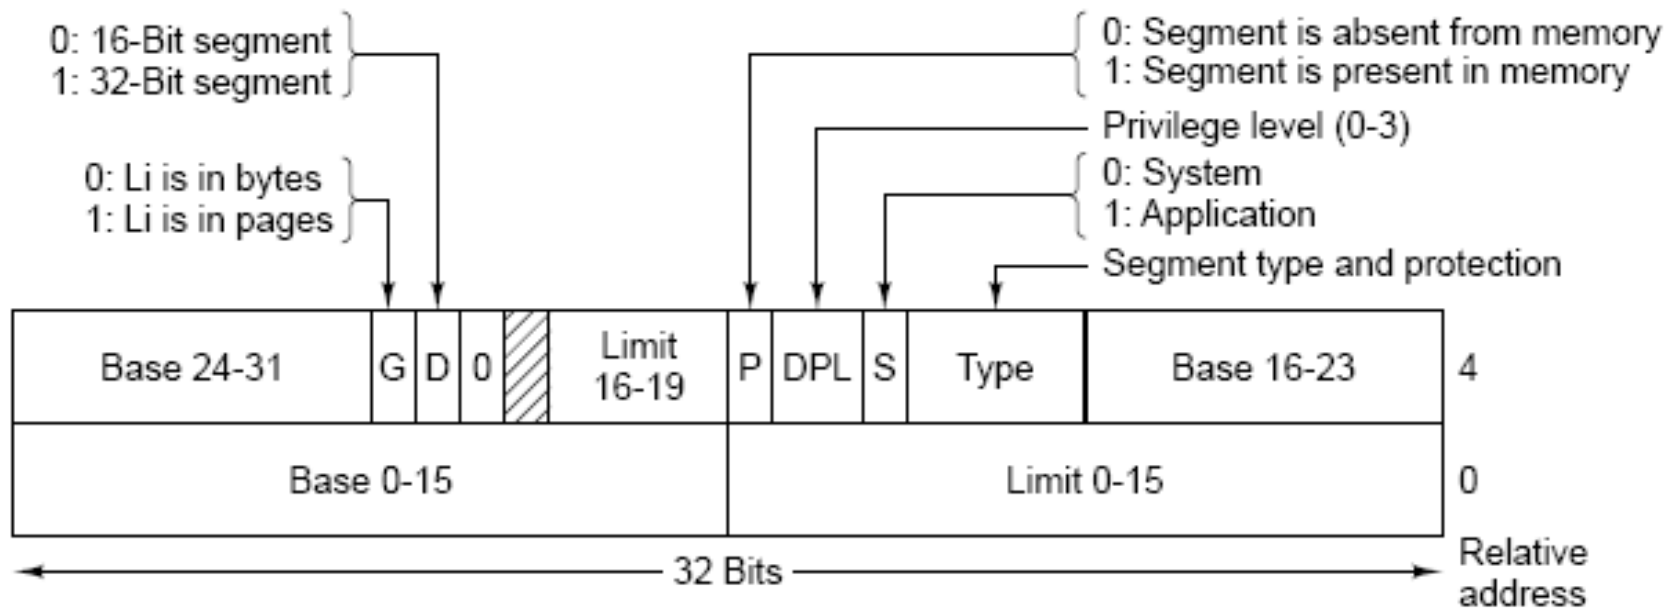 0: 16-Bit segment
1: 32-Bit segment
0: Li is in bytes
1: Li is in pages
0: Segment is absent from memory
1: Segment is present in memory
Privilege level (0-3)
0: System
1: Application
Segment type and protection
Base 24-31
G
D
0
Limit
16-19
P
DPL
S
Type
Base 16-23
4
Base 0-15
Limit 0-15
0
32 Bits
Relative
address